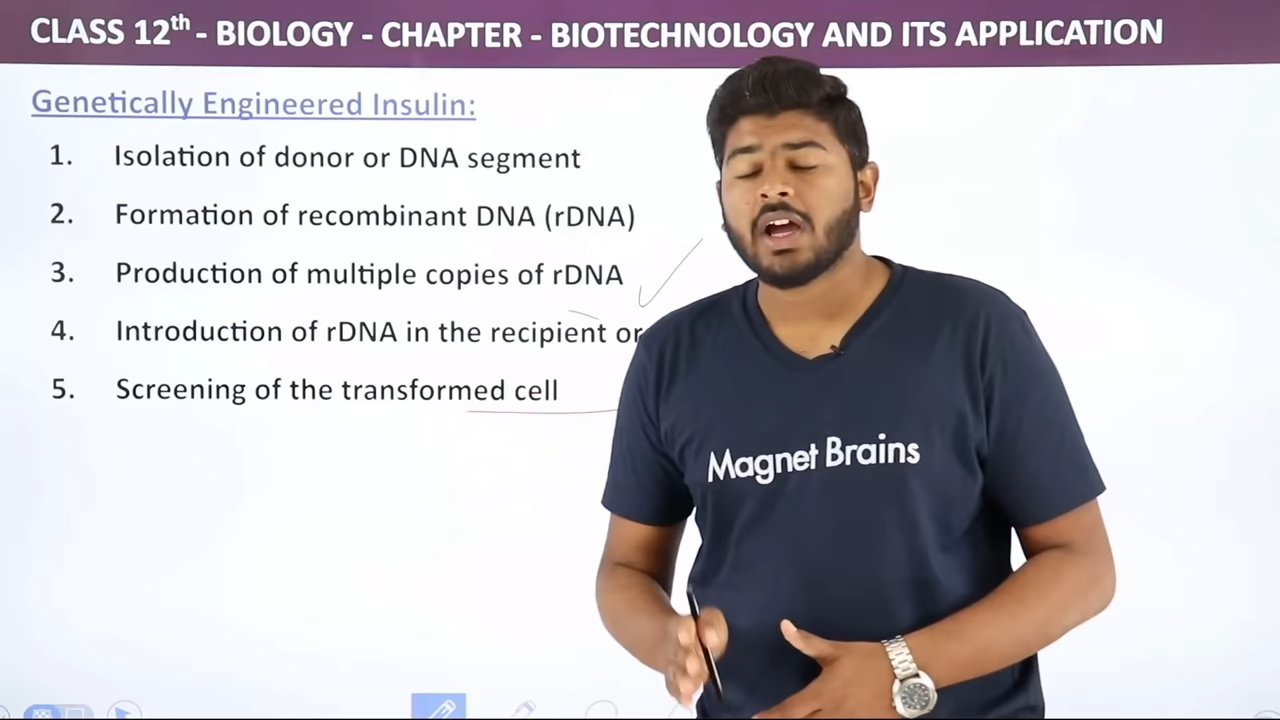 CLASS 12th - BIOLOGY - CHAPTER - BIOTECHNOLOGY AND ITS APPLICATION
Genetically Engineered Insulin:
1. Isolation of donor or DNA segment
2. Formation of recombinant DNA (rDNA)
3. Production of multiple copies of rDNA
4. Introduction of rDNA in the recipient or
5. Screening of the transformed cell
Magnet Brains